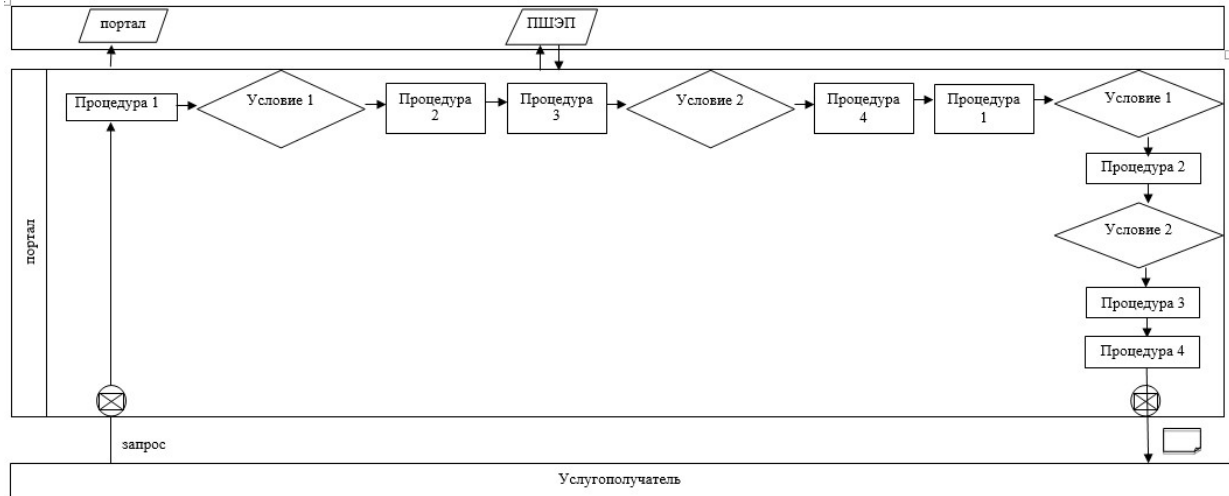 портал
ПШЭП
Процедура 1
Условие 1
Процедура
2
Процедура
3
Условие 2
Процедура
4
Процедура
1
Условие 1
Процедура 2
Условие 2
Процедура 3
Процедура 4
портал
запрос
Услугополучатель